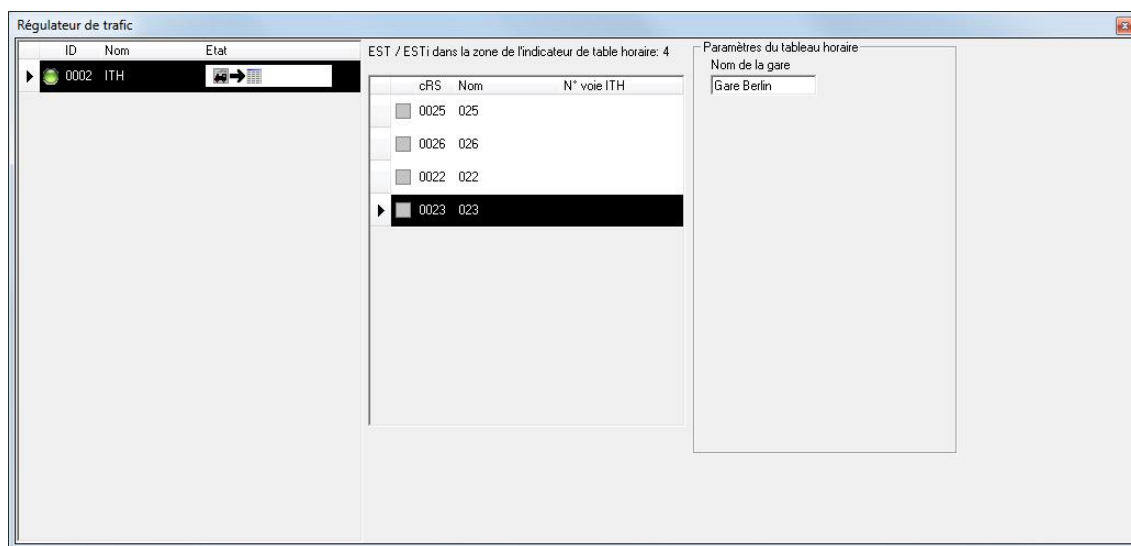 Régulateur de trafic
ID Nom Etat
0002 ITH
EST / ESTi dans la zone de l'indicateur de table horaire: 4
cRS Nom N° voie ITH
0025 025
0026 026
0022 022
0023 023
Paramètres du tableau horaire
Nom de la gare
Gare Berlin